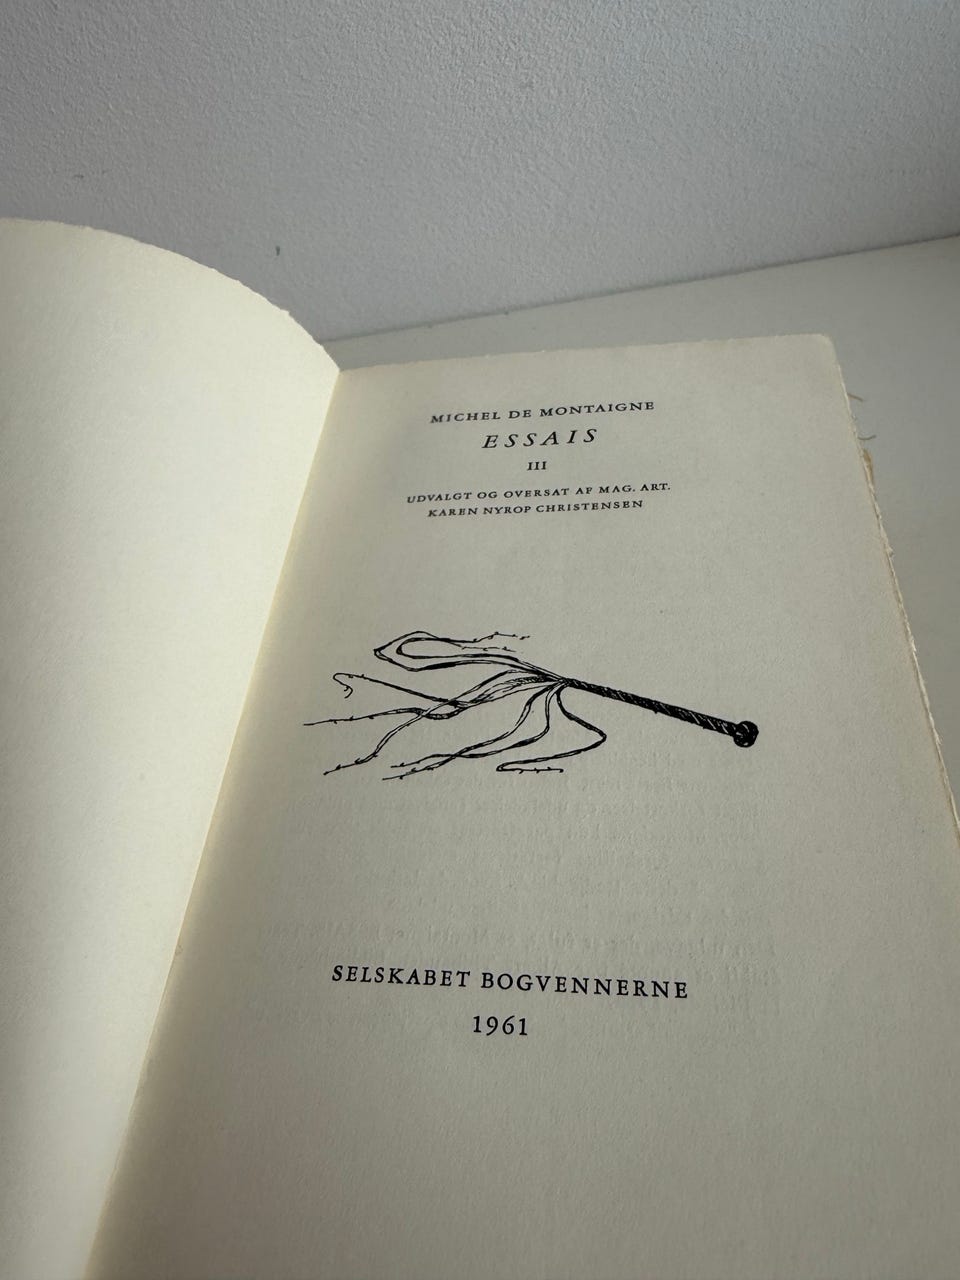 MICHEL DE MONTAIGNE
ESSAIS
III
UDVALGT OG OVERSAT AF MAG. ART.
KAREN NYROP CHRISTENSEN
SELSKABET BOGVENNERNE
1961